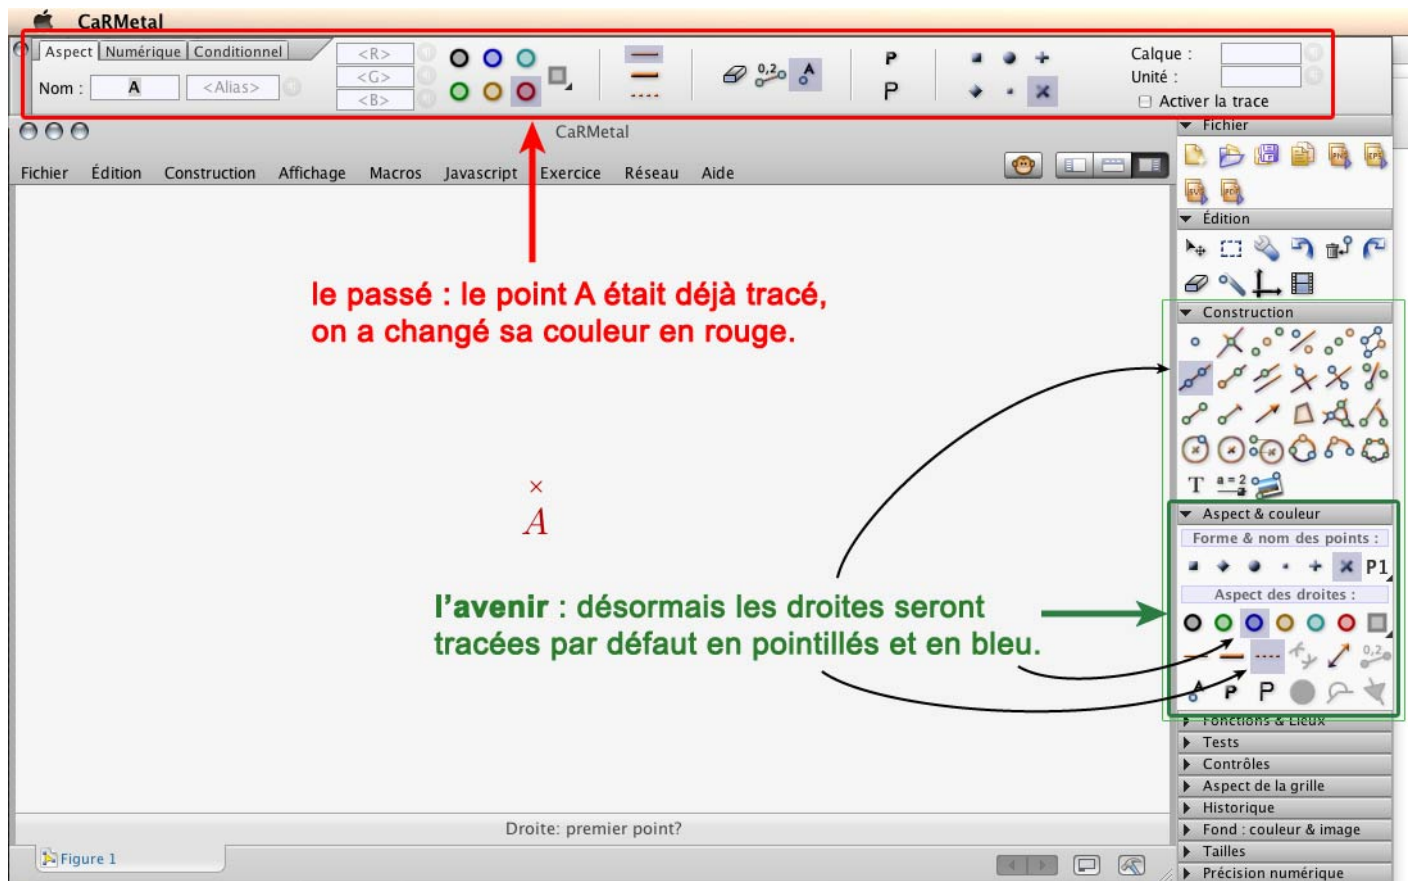 CaRMetal
Aspect Numérique Conditionnel
Nom : A <Alias>
<R>
<G>
<B>
0,2 A
P
P
Calque :
Unité :
Activer la trace
CaRMetal
Fichier Édition Construction Affichage Macros Javascript Exercice Réseau Aide
le passé : le point A était déjà tracé,
on a changé sa couleur en rouge.
A
l’avenir : désormais les droites seront
tracées par défaut en pointillés et en bleu.
Droite: premier point?
Figure 1
Fichier
PNG EPS
SVG PDF
Édition
Construction
T a = 2
Aspect & couleur
Forme & nom des points :
P1
Aspect des droites :
0,2
A P P
Fonctions & Lieux
Tests
Contrôles
Aspect de la grille
Historique
Fond : couleur & image
Tailles
Précision numérique